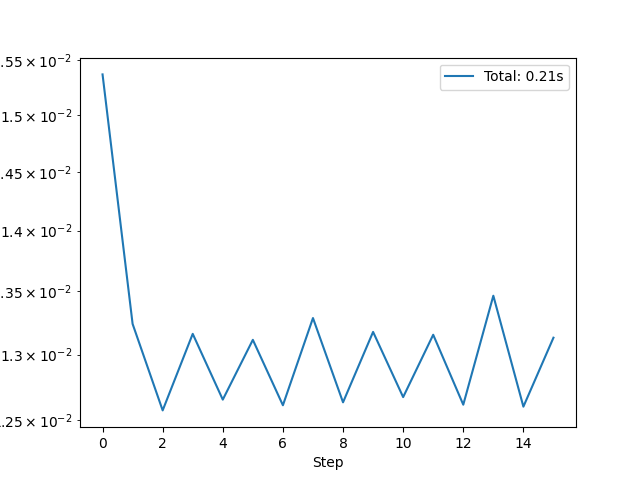 .55 × 10⁻²
1.5 × 10⁻²
.45 × 10⁻²
1.4 × 10⁻²
.35 × 10⁻²
1.3 × 10⁻²
.25 × 10⁻²
Total: 0.21s
0 2 4 6 8 10 12 14
Step